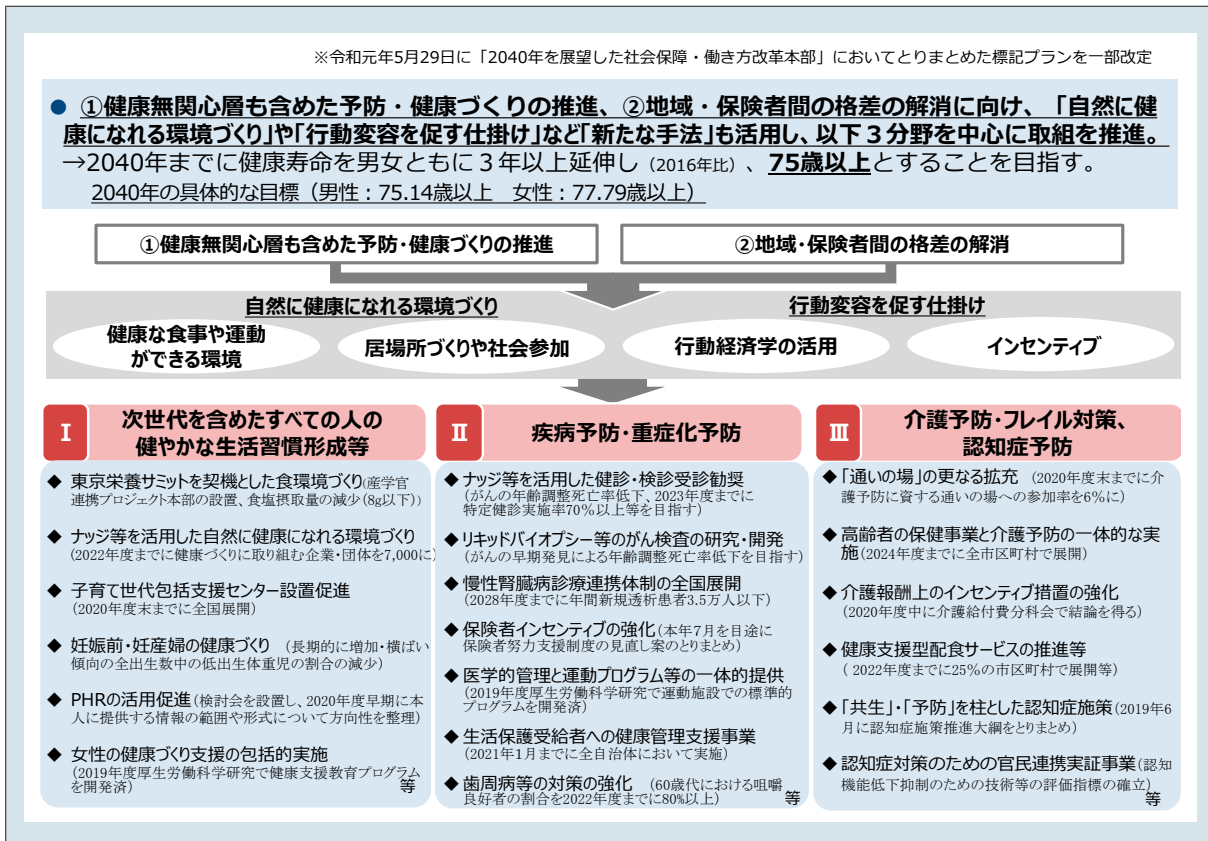 ※令和元年5月29日に「2040年を展望した社会保障・働き方改革本部」においてとりまとめた標記プランを一部改定
● ①健康無関心層も含めた予防・健康づくりの推進、②地域・保険者間の格差の解消に向け、「自然に健
康になれる環境づくり」や「行動変容を促す仕掛け」など「新たな手法」も活用し、以下３分野を中心に取組を推進。
→2040年までに健康寿命を男女ともに３年以上延伸し（2016年比）、75歳以上とすることを目指す。
2040年の具体的な目標（男性：75.14歳以上　女性：77.79歳以上）
①健康無関心層も含めた予防・健康づくりの推進
②地域・保険者間の格差の解消
自然に健康になれる環境づくり
行動変容を促す仕掛け
健康な食事や運動
ができる環境
居場所づくりや社会参加
行動経済学の活用
インセンティブ
Ⅰ
次世代を含めたすべての人の
健やかな生活習慣形成等
◆ 東京栄養サミットを契機とした食環境づくり(産学官
連携プロジェクト本部の設置、食塩摂取量の減少(8g以下))
◆ ナッジ等を活用した自然に健康になれる環境づくり
(2022年度までに健康づくりに取り組む企業・団体を7,000に)
◆ 子育て世代包括支援センター設置促進
(2020年度末までに全国展開)
◆ 妊娠前・妊産婦の健康づくり （長期的に増加・横ばい
傾向の全出生数中の低出生体重児の割合の減少）
◆ PHRの活用促進(検討会を設置し、2020年度早期に本
人に提供する情報の範囲や形式について方向性を整理)
◆ 女性の健康づくり支援の包括的実施
(2019年度厚生労働科学研究で健康支援教育プログラム
を開発済)
等
Ⅱ
疾病予防・重症化予防
◆ ナッジ等を活用した健診・検診受診勧奨
(がんの年齢調整死亡率低下、2023年度までに
特定健診実施率70%以上等を目指す)
◆ リキッドバイオプシー等のがん検査の研究・開発
(がんの早期発見による年齢調整死亡率低下を目指す)
◆ 慢性腎臓病診療連携体制の全国展開
(2028年度までに年間新規透析患者3.5万人以下)
◆ 保険者インセンティブの強化(本年7月を目途に
保険者努力支援制度の見直し案のとりまとめ)
◆ 医学的管理と運動プログラム等の一体的提供
(2019年度厚生労働科学研究で運動施設での標準的
プログラムを開発済)
◆ 生活保護受給者への健康管理支援事業
(2021年1月までに全自治体において実施)
◆ 歯周病等の対策の強化 (60歳代における咀嚼
良好者の割合を2022年度までに80%以上)
等
Ⅲ
介護予防・フレイル対策、
認知症予防
◆ 「通いの場」の更なる拡充 (2020年度末までに介
護予防に資する通いの場への参加率を6%に)
◆ 高齢者の保健事業と介護予防の一体的な実
施(2024年度までに全市区町村で展開)
◆ 介護報酬上のインセンティブ措置の強化
(2020年度中に介護給付費分科会で結論を得る)
◆ 健康支援型配食サービスの推進等
( 2022年度までに25%の市区町村で展開等)
◆ 「共生」・「予防」を柱とした認知症施策(2019年6
月に認知症施策推進大綱をとりまとめ)
◆ 認知症対策のための官民連携実証事業(認知
機能低下抑制のための技術等の評価指標の確立)
等